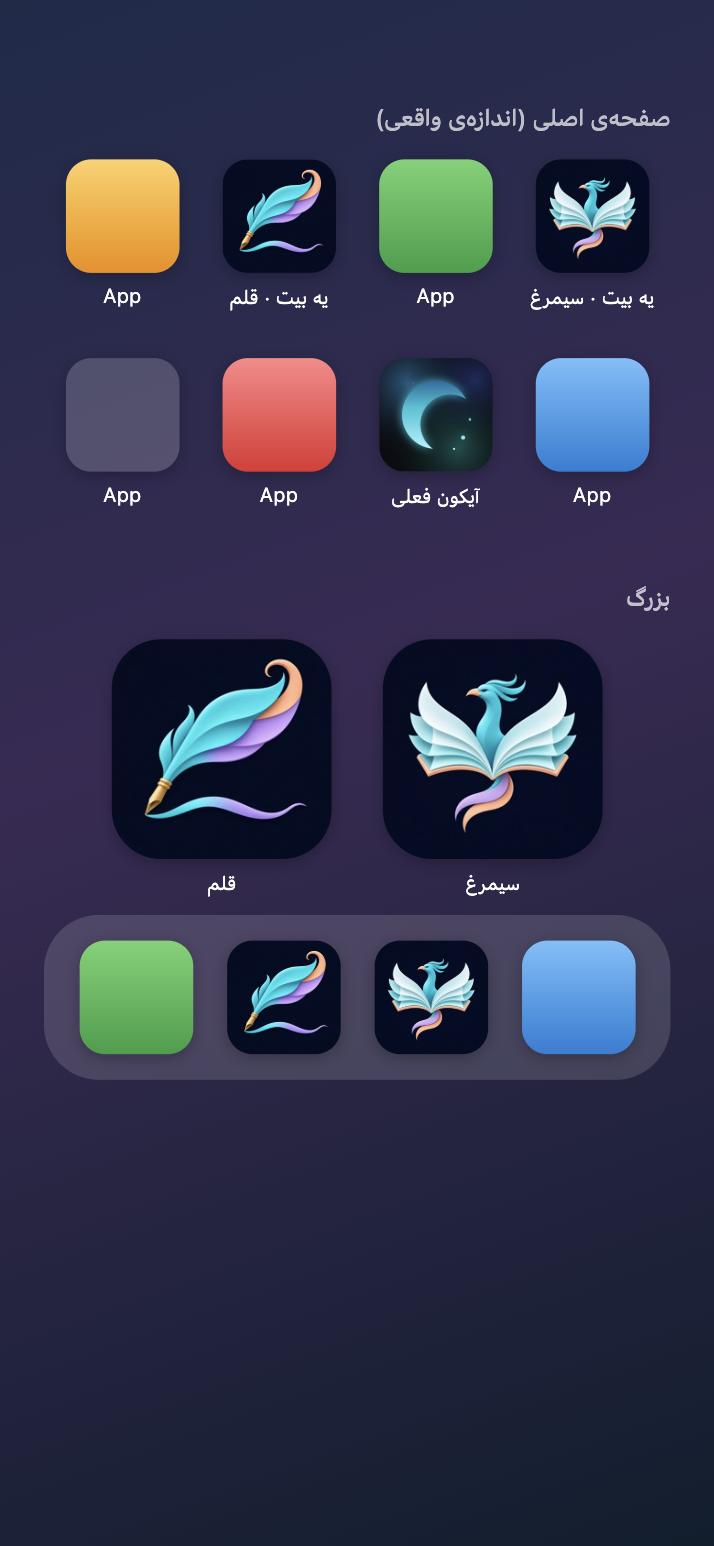 صفحه‌ی اصلی (اندازه‌ی واقعی)
یه بیت · سیمرغ
App
یه بیت · قلم
App
App
آیکون فعلی
App
App
بزرگ
سیمرغ
قلم